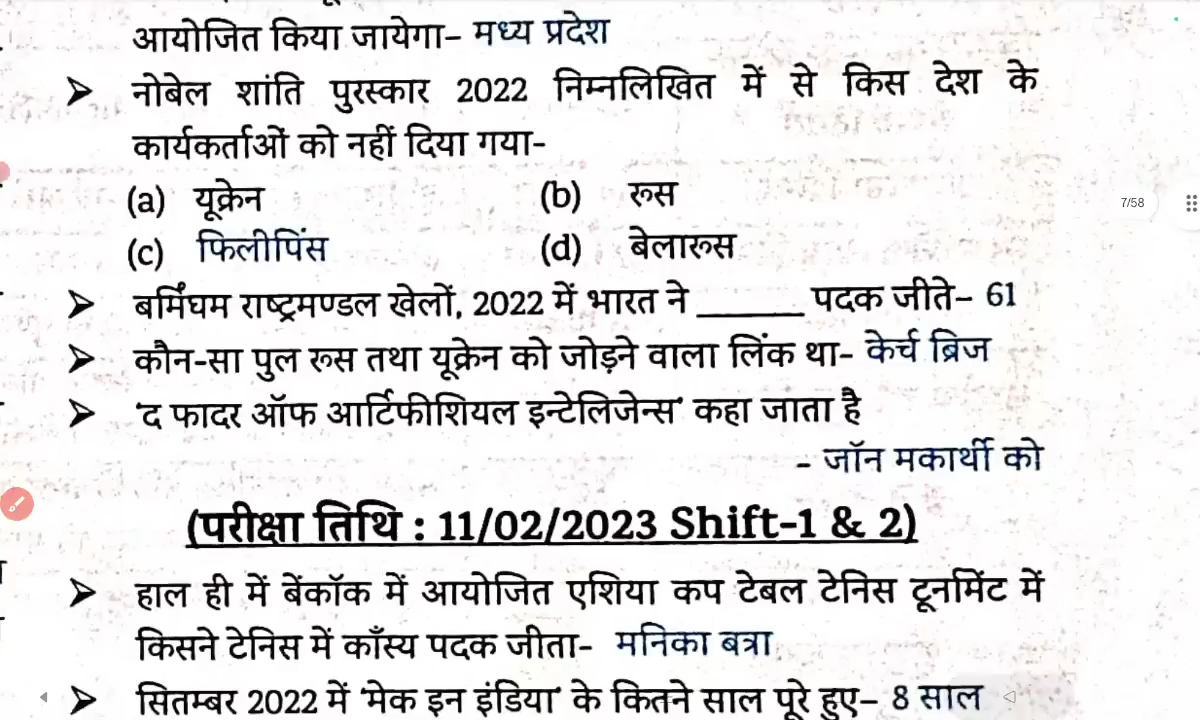 आयोजित किया जायेगा– मध्य प्रदेश
➤ नोबेल शांति पुरस्कार 2022 निम्नलिखित में से किस देश के
कार्यकर्ताओं को नहीं दिया गया-
(a) यूक्रेन (b) रूस
(c) फिलीपिंस (d) बेलारूस
➤ बर्मिंघम राष्ट्रमण्डल खेलों, 2022 में भारत ने ______ पदक जीते– 61
➤ कौन-सा पुल रूस तथा यूक्रेन को जोड़ने वाला लिंक था– केर्च ब्रिज
➤ 'द फादर ऑफ आर्टिफीशियल इन्टेलिजेन्स' कहा जाता है
- जॉन मकार्थी को
(परीक्षा तिथि : 11/02/2023 Shift-1 & 2)
➤ हाल ही में बेंकॉक में आयोजित एशिया कप टेबल टेनिस टूर्नामेंट में
किसने टेनिस में काँस्य पदक जीता– मनिका बत्रा
➤ सितम्बर 2022 में 'मेक इन इंडिया' के कितने साल पूरे हुए– 8 साल
7/58